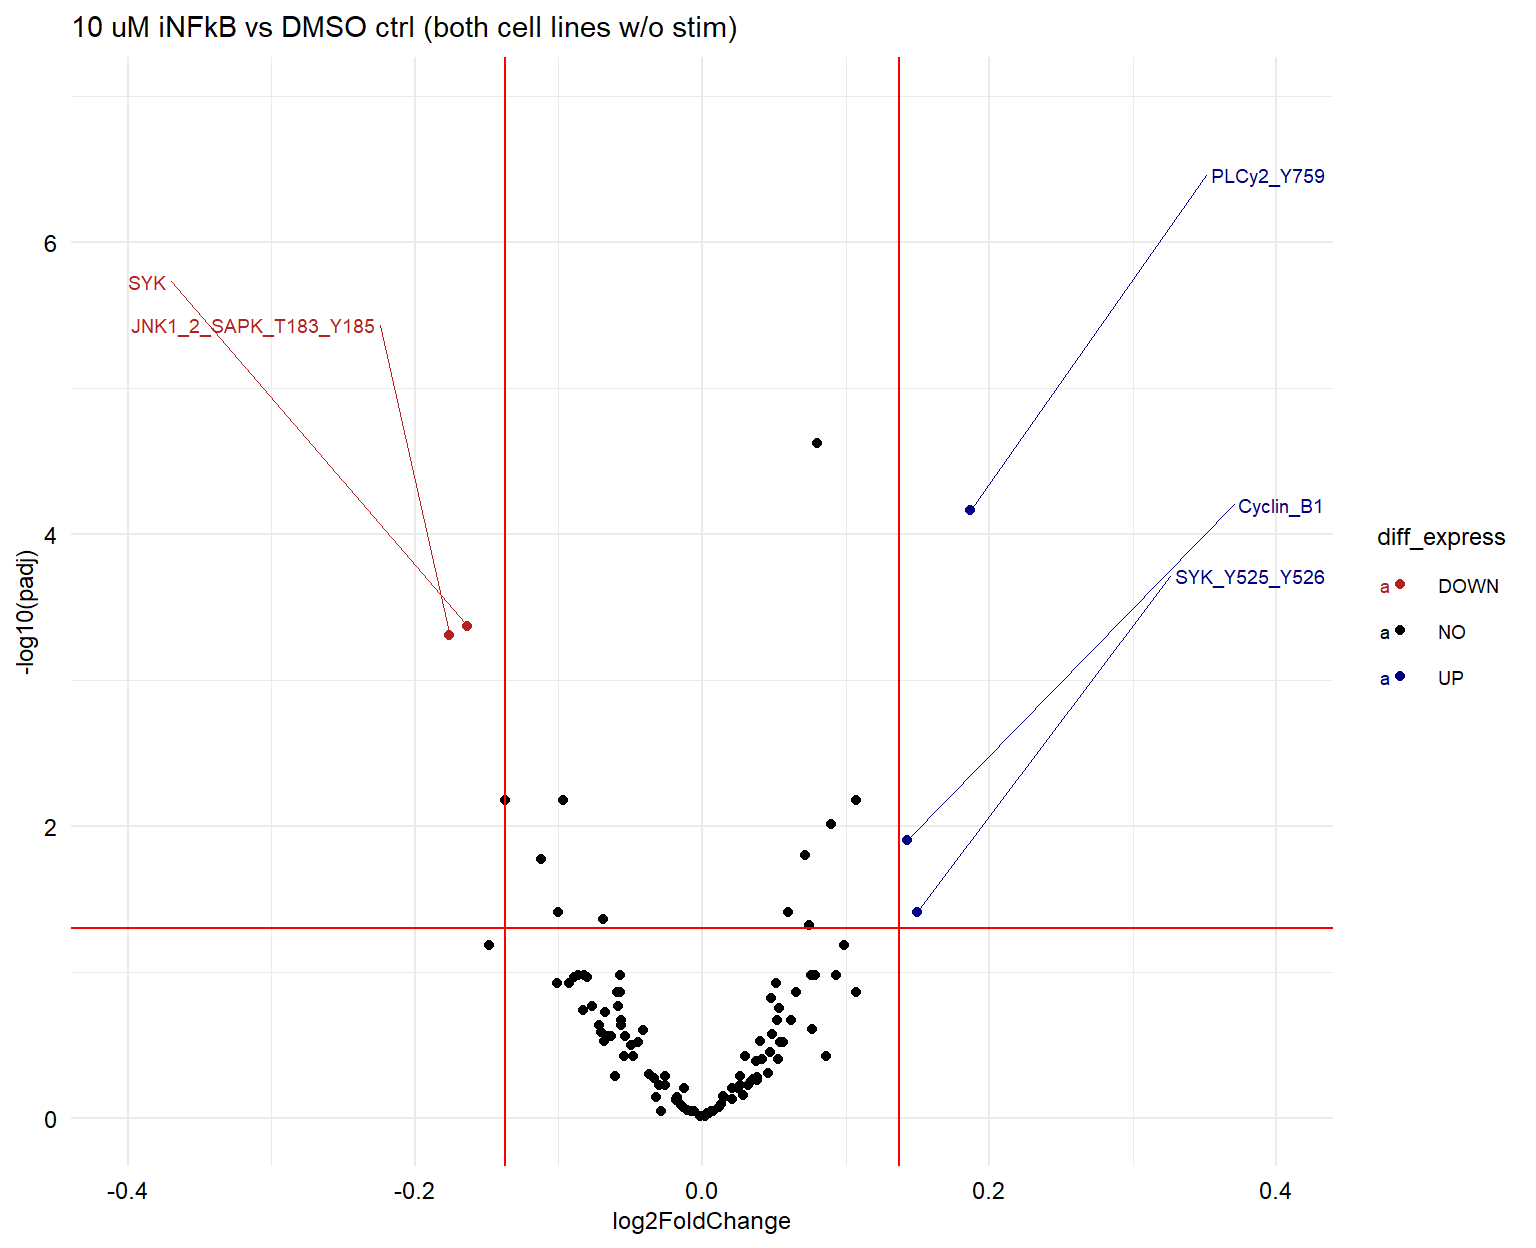 10 uM iNFkB vs DMSO ctrl (both cell lines w/o stim)
PLCy2_Y759
6
SYK
JNK1_2_SAPK_T183_Y185
Cyclin_B1
4
SYK_Y525_Y526
-log10(padj)
2
0
-0.4
-0.2
0.0
0.2
0.4
log2FoldChange
diff_express
a DOWN
a NO
a UP